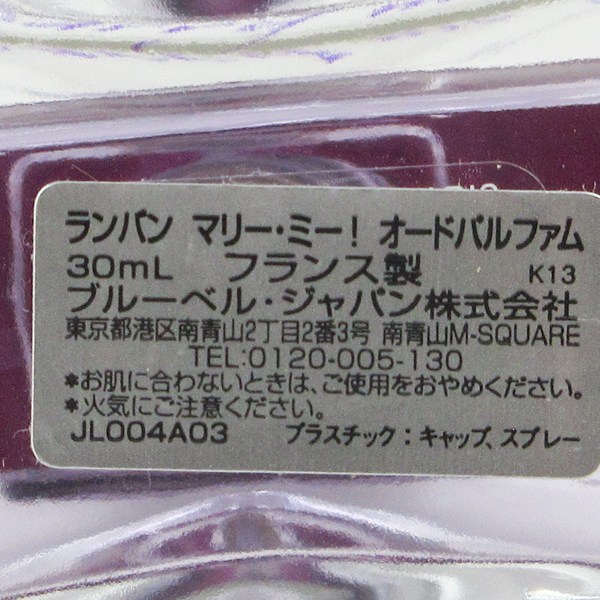 ランバン マリー・ミー! オードパルファム
30mL フランス製 K13
ブルーベル・ジャパン株式会社
東京都港区南青山2丁目2番3号 南青山M-SQUARE
TEL:0120-005-130
*お肌に合わないときは、ご使用をおやめください。
*火気にご注意ください。
JL004A03 プラスチック:キャップ、スプレー